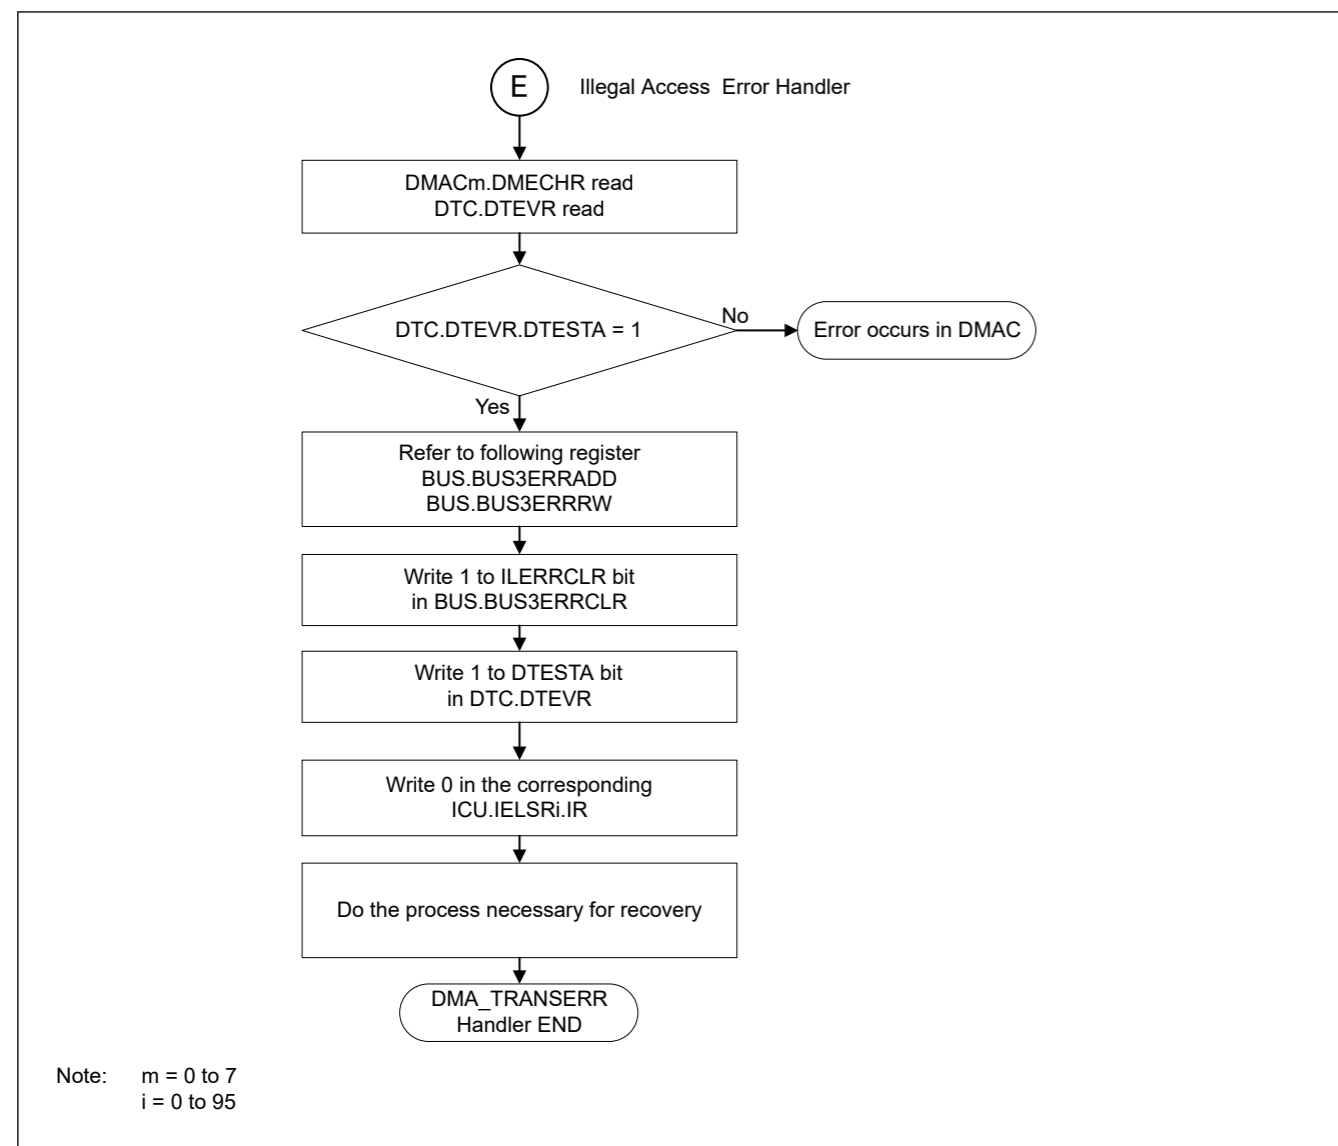 E
Illegal Access Error Handler
DMACm.DMECHR read
DTC.DTEVR read
DTC.DTEVR.DTESTA = 1
No
Error occurs in DMAC
Yes
Refer to following register
BUS.BUS3ERRADD
BUS.BUS3ERRRW
Write 1 to ILERRCLR bit
in BUS.BUS3ERRCLR
Write 1 to DTESTA bit
in DTC.DTEVR
Write 0 in the corresponding
ICU.IELSRi.IR
Do the process necessary for recovery
DMA_TRANSERR
Handler END
Note: m = 0 to 7
i = 0 to 95